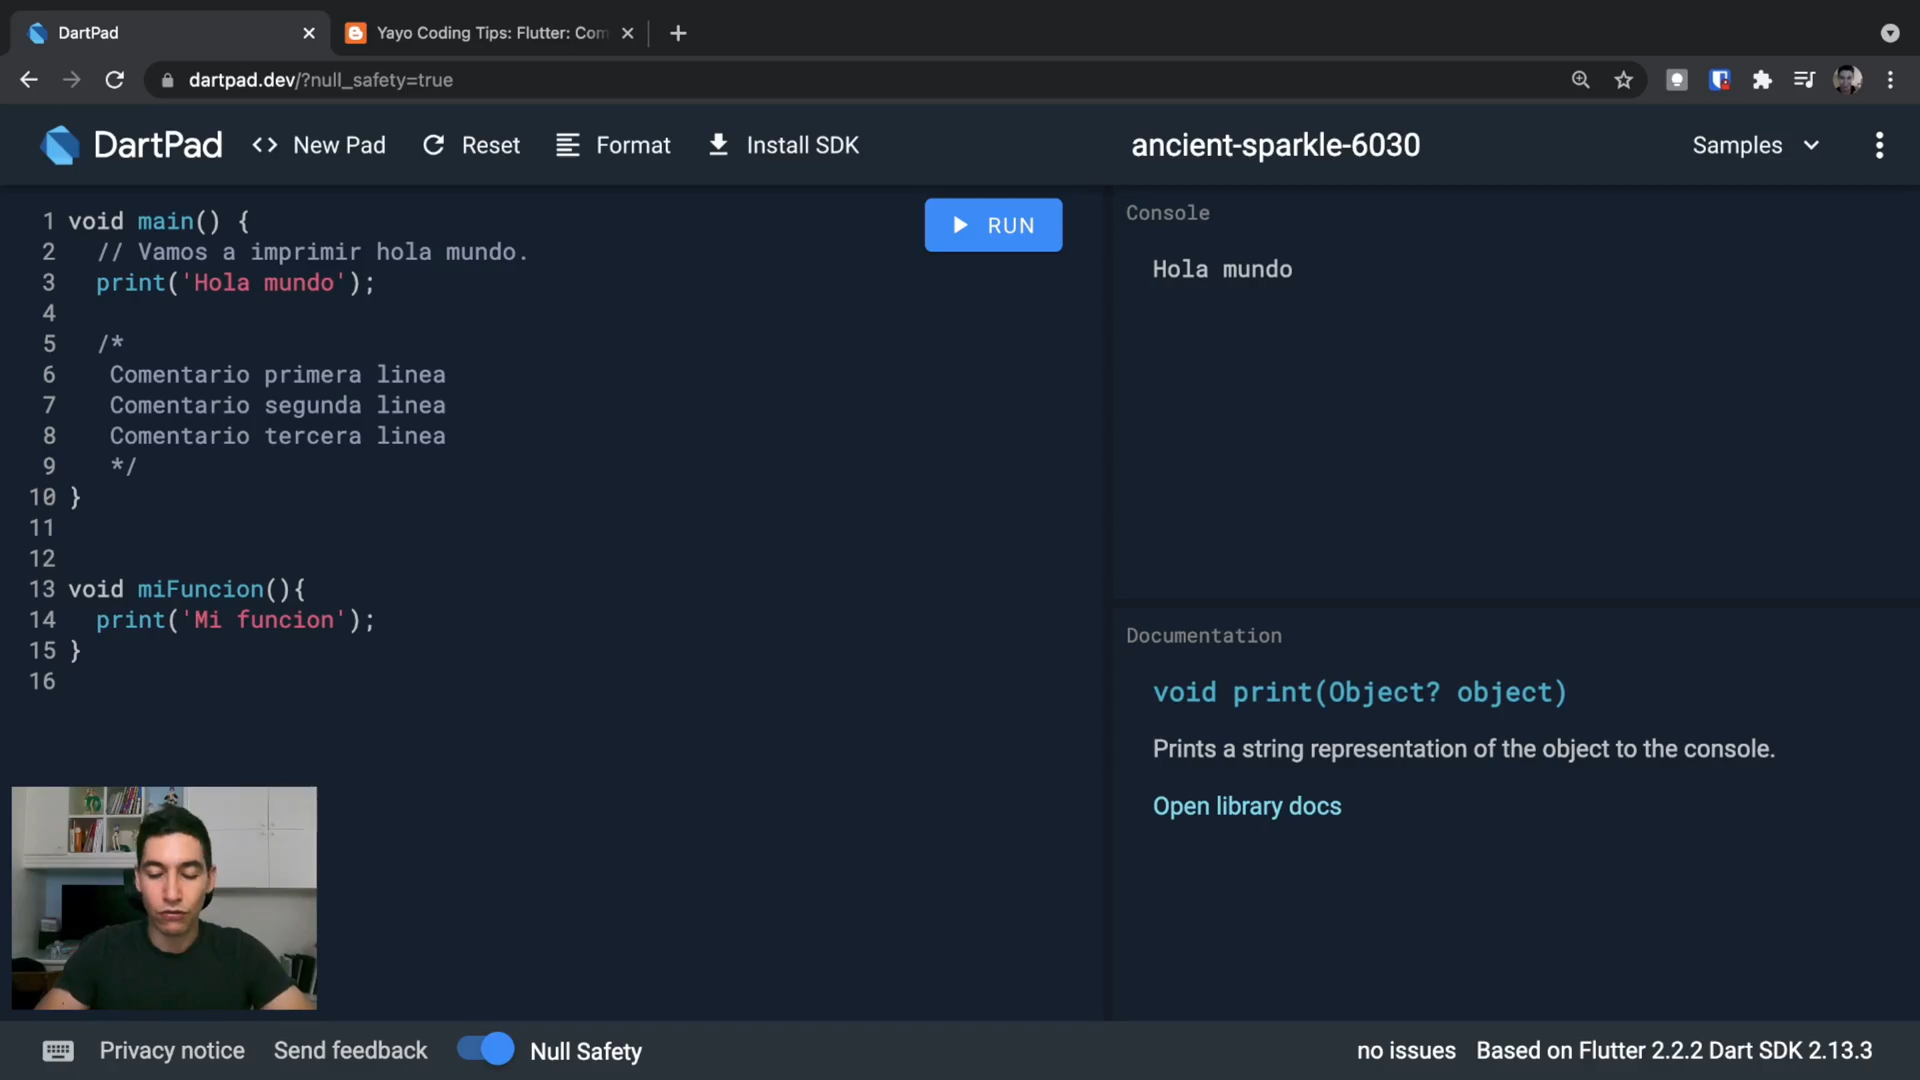 DartPad
Yayo Coding Tips: Flutter: Com
dartpad.dev/?null_safety=true
DartPad
<> New Pad
Reset
Format
Install SDK
ancient-sparkle-6030
Samples
RUN
1 void main() {
2 // Vamos a imprimir hola mundo.
3 print('Hola mundo');
4
5 /*
6 Comentario primera linea
7 Comentario segunda linea
8 Comentario tercera linea
9 */
10 }
11
12
13 void miFuncion(){
14 print('Mi funcion');
15 }
16
Console
Hola mundo
Documentation
void print(Object? object)
Prints a string representation of the object to the console.
Open library docs
Privacy notice
Send feedback
Null Safety
no issues
Based on Flutter 2.2.2 Dart SDK 2.13.3